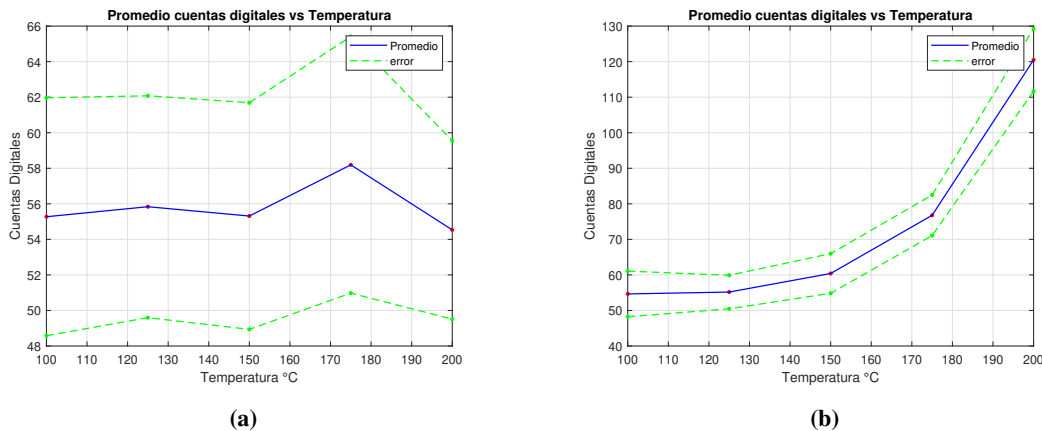 Promedio cuentas digitales vs Temperatura
66
64
62
60
58
56
54
52
50
48
Cuentas Digitales
Promedio
error
100 110 120 130 140 150 160 170 180 190 200
Temperatura °C
(a)
Promedio cuentas digitales vs Temperatura
130
120
110
100
90
80
70
60
50
40
Cuentas Digitales
Promedio
error
100 110 120 130 140 150 160 170 180 190 200
Temperatura °C
(b)